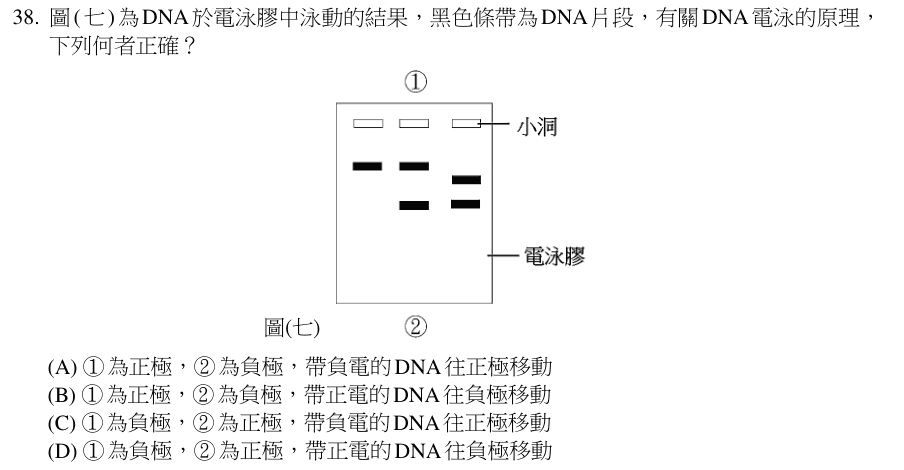 38. 圖(七)為DNA於電泳膠中泳動的結果，黑色條帶為DNA片段，有關DNA電泳的原理，
下列何者正確？
①
小洞
電泳膠
圖(七)
②
(A) ①為正極，②為負極，帶負電的DNA往正極移動
(B) ①為正極，②為負極，帶正電的DNA往負極移動
(C) ①為負極，②為正極，帶負電的DNA往正極移動
(D) ①為負極，②為正極，帶正電的DNA往負極移動